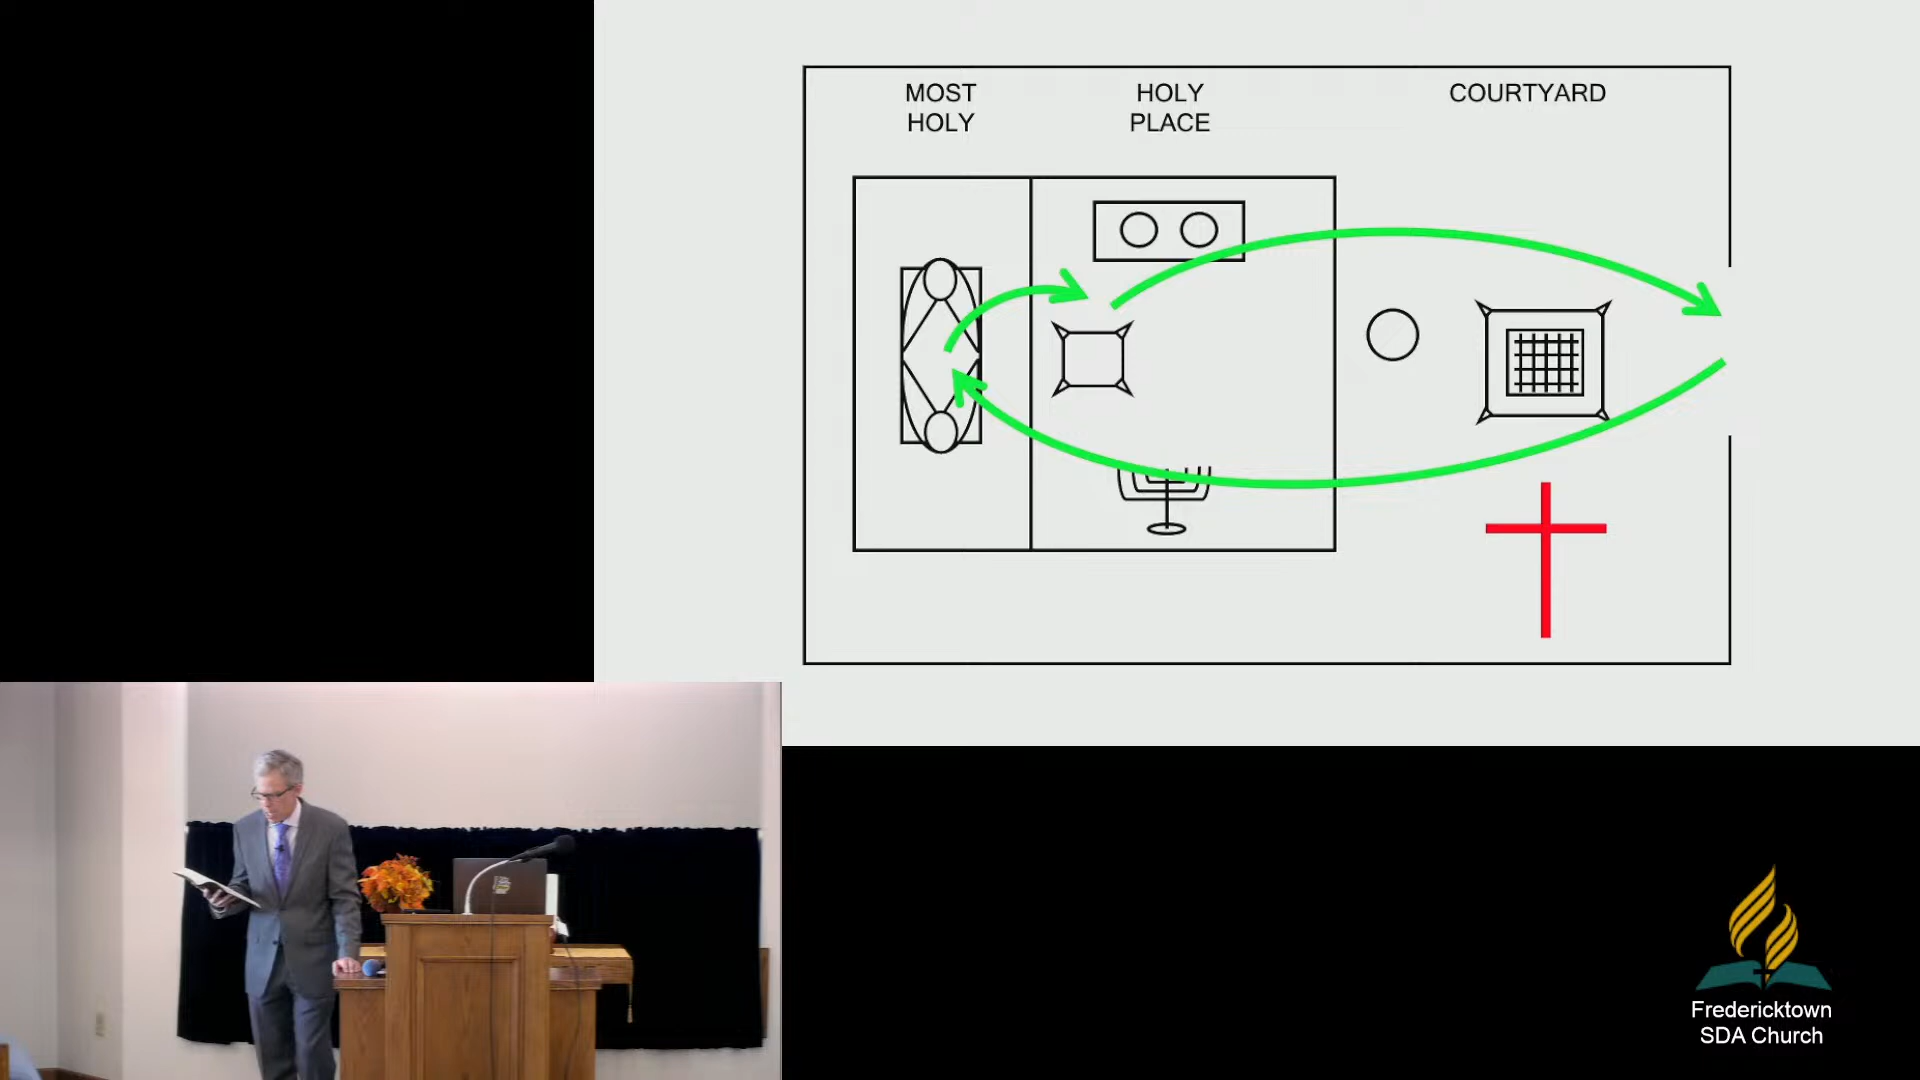 MOST
HOLY
HOLY
PLACE
COURTYARD
Fredericktown
SDA Church